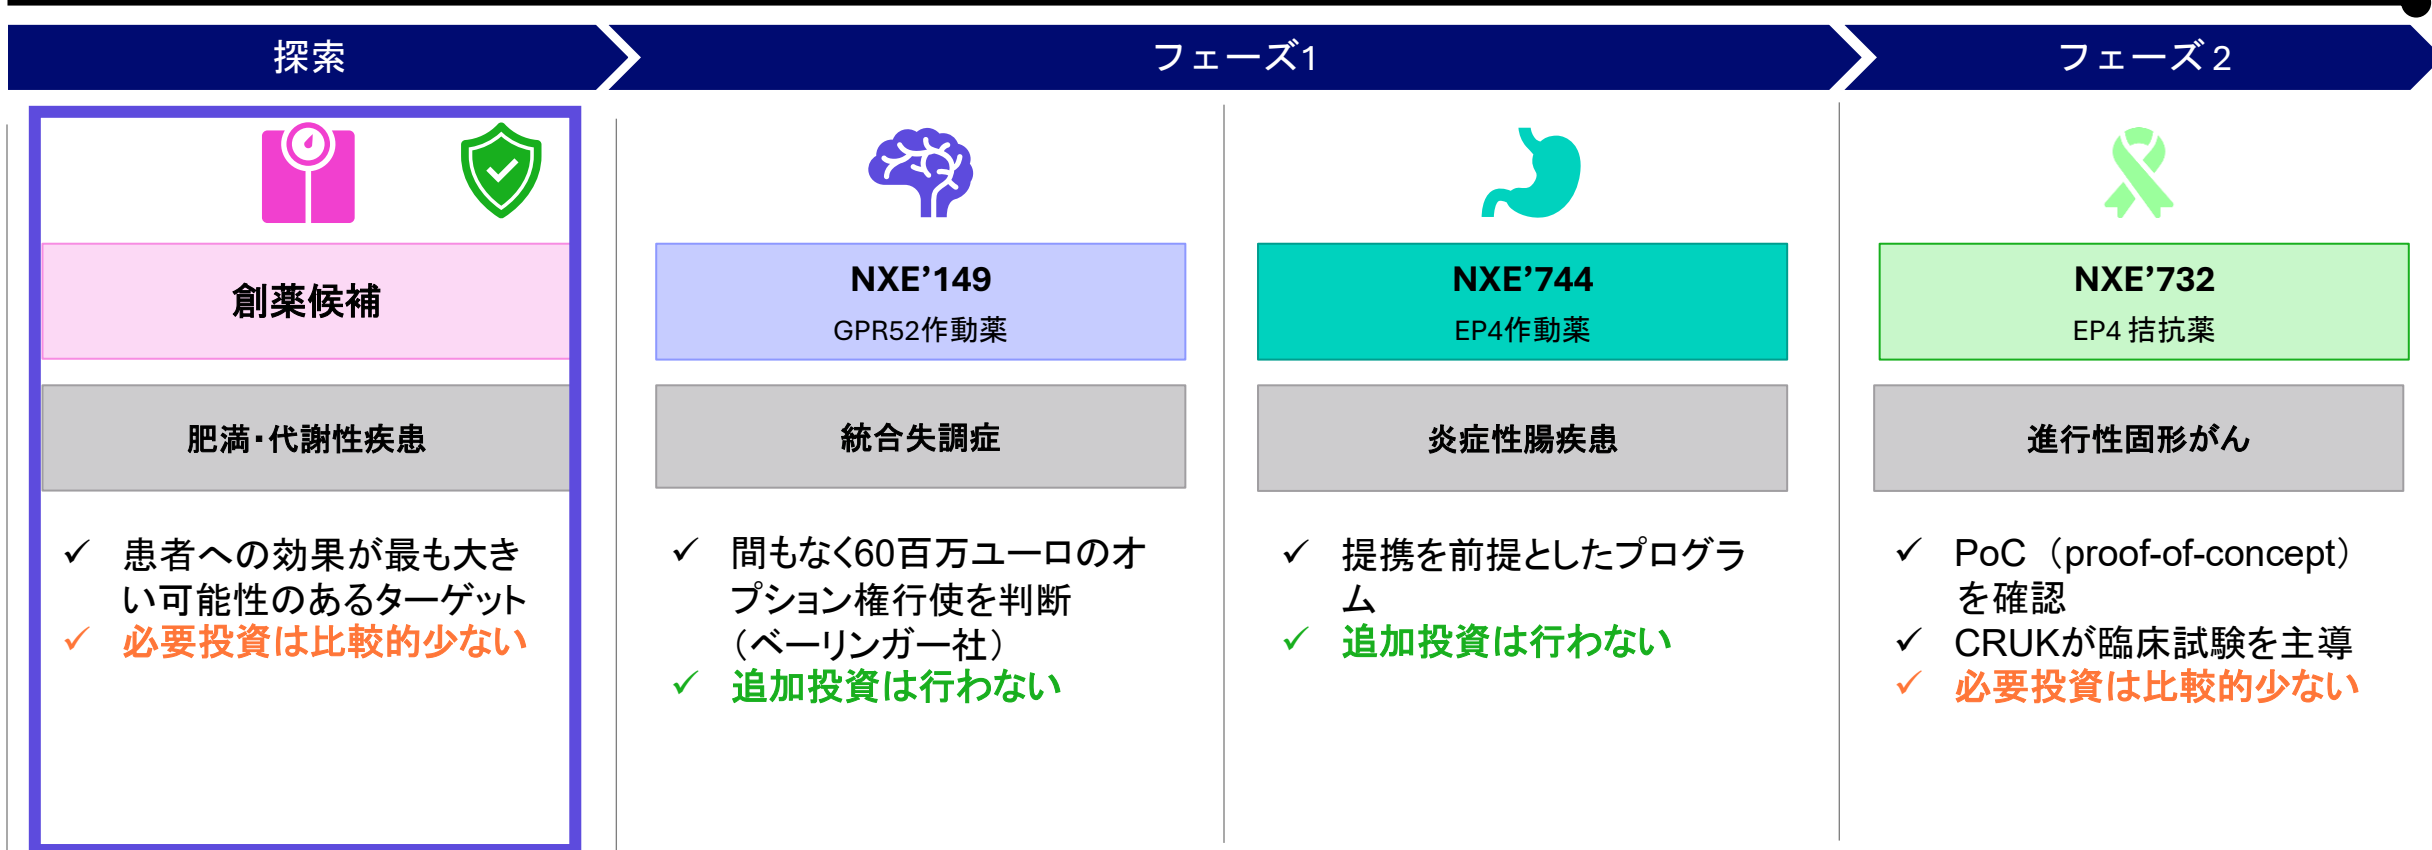 探索
フェーズ1
フェーズ 2
創薬候補
肥満・代謝性疾患
✓ 患者への効果が最も大き
い可能性のあるターゲット
✓ 必要投資は比較的少ない
NXE’149
GPR52作動薬
統合失調症
✓ 間もなく60百万ユーロのオ
プション権行使を判断
（ベーリンガー社）
✓ 追加投資は行わない
NXE’744
EP4作動薬
炎症性腸疾患
✓ 提携を前提としたプログラ
ム
✓ 追加投資は行わない
NXE’732
EP4 拮抗薬
進行性固形がん
✓ PoC（proof-of-concept）
を確認
✓ CRUKが臨床試験を主導
✓ 必要投資は比較的少ない